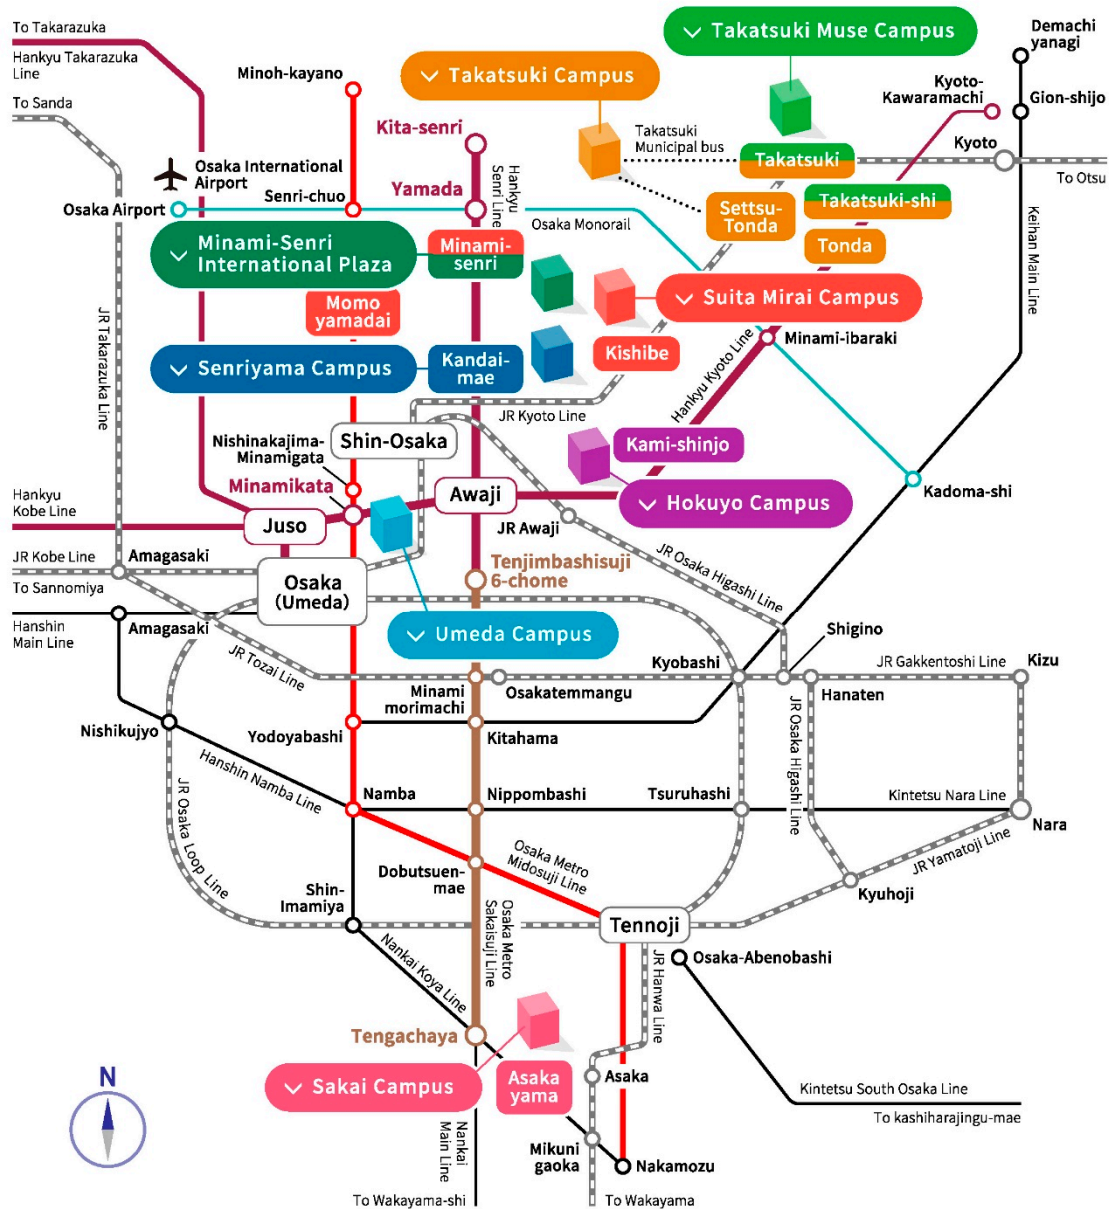 To Takarazuka
Hankyu Takarazuka
Line
To Sanda
Takatsuki Muse Campus
Demachi
yanagi
Takatsuki Campus
Minoh-kayano
Kyoto-
Kawaramachi
Gion-shijo
Kita-senri
Takatsuki
Municipal bus
Takatsuki
Kyoto
To Otsu
Osaka International
Airport
Yamada
Hankyu
Senri Line
Senri-chuo
Osaka Airport
Osaka Monorail
Settsu-
Tonda
Takatsuki-shi
Tonda
Keihan Main Line
Minami-Senri
International Plaza
Minami-
senri
Suita Mirai Campus
Momo
yamadai
JR Takarazuka Line
Minami-ibaraki
Kishibe
Senriyama Campus
Kandai-
mae
Hankyu Kyoto Line
JR Kyoto Line
Nishinakajima-
Minamigata
Shin-Osaka
Kami-shinjo
Minamikata
Awaji
Hokuyo Campus
Kadoma-shi
Hankyu
Kobe Line
Juso
JR Awaji
JR Kobe Line
Amagasaki
To Sannomiya
Osaka
(Umeda)
Tenjimbashisuji
6-chome
JR Osaka Higashi Line
Hanshin
Main Line
Amagasaki
Umeda Campus
Shigino
JR Tozai Line
Kyobashi
JR Gakkentoshi Line
Kizu
Minami
morimachi
Osakatemmangu
Hanaten
Nishikujyo
Yodoyabashi
Kitahama
JR Osaka Higashi Line
Hanshin Namba Line
JR Osaka Loop Line
Namba
Nippombashi
Tsuruhashi
Kintetsu Nara Line
Nara
Osaka Metro
Midosuji Line
JR Yamatoji Line
Dobutsuen-
mae
Kyuhoji
Shin-
Imamiya
Osaka Metro
Sakaisuji Line
Tennoji
Nankai Koya Line
JR Hanwa Line
Osaka-Abenobashi
Tengachaya
N
Sakai Campus
Asaka
yama
Asaka
Kintetsu South Osaka Line
To kashiharajingu-mae
Nankai
Main Line
Mikuni
gaoka
Nakamozu
To Wakayama-shi
To Wakayama